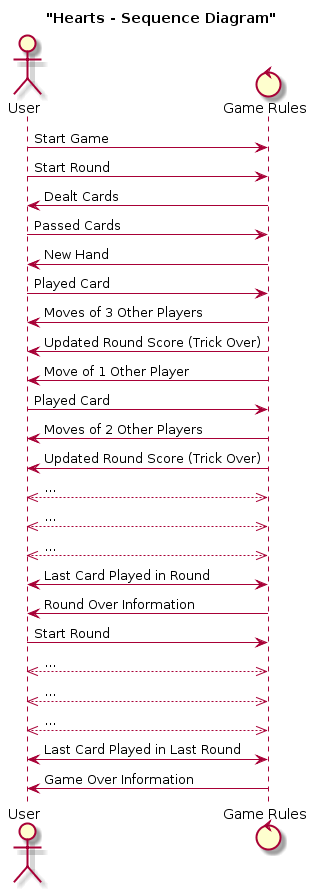 "Hearts - Sequence Diagram"
User
Game Rules
Start Game
Start Round
Dealt Cards
Passed Cards
New Hand
Played Card
Moves of 3 Other Players
Updated Round Score (Trick Over)
Move of 1 Other Player
Played Card
Moves of 2 Other Players
Updated Round Score (Trick Over)
...
...
...
Last Card Played in Round
Round Over Information
Start Round
...
...
...
Last Card Played in Last Round
Game Over Information
User
Game Rules